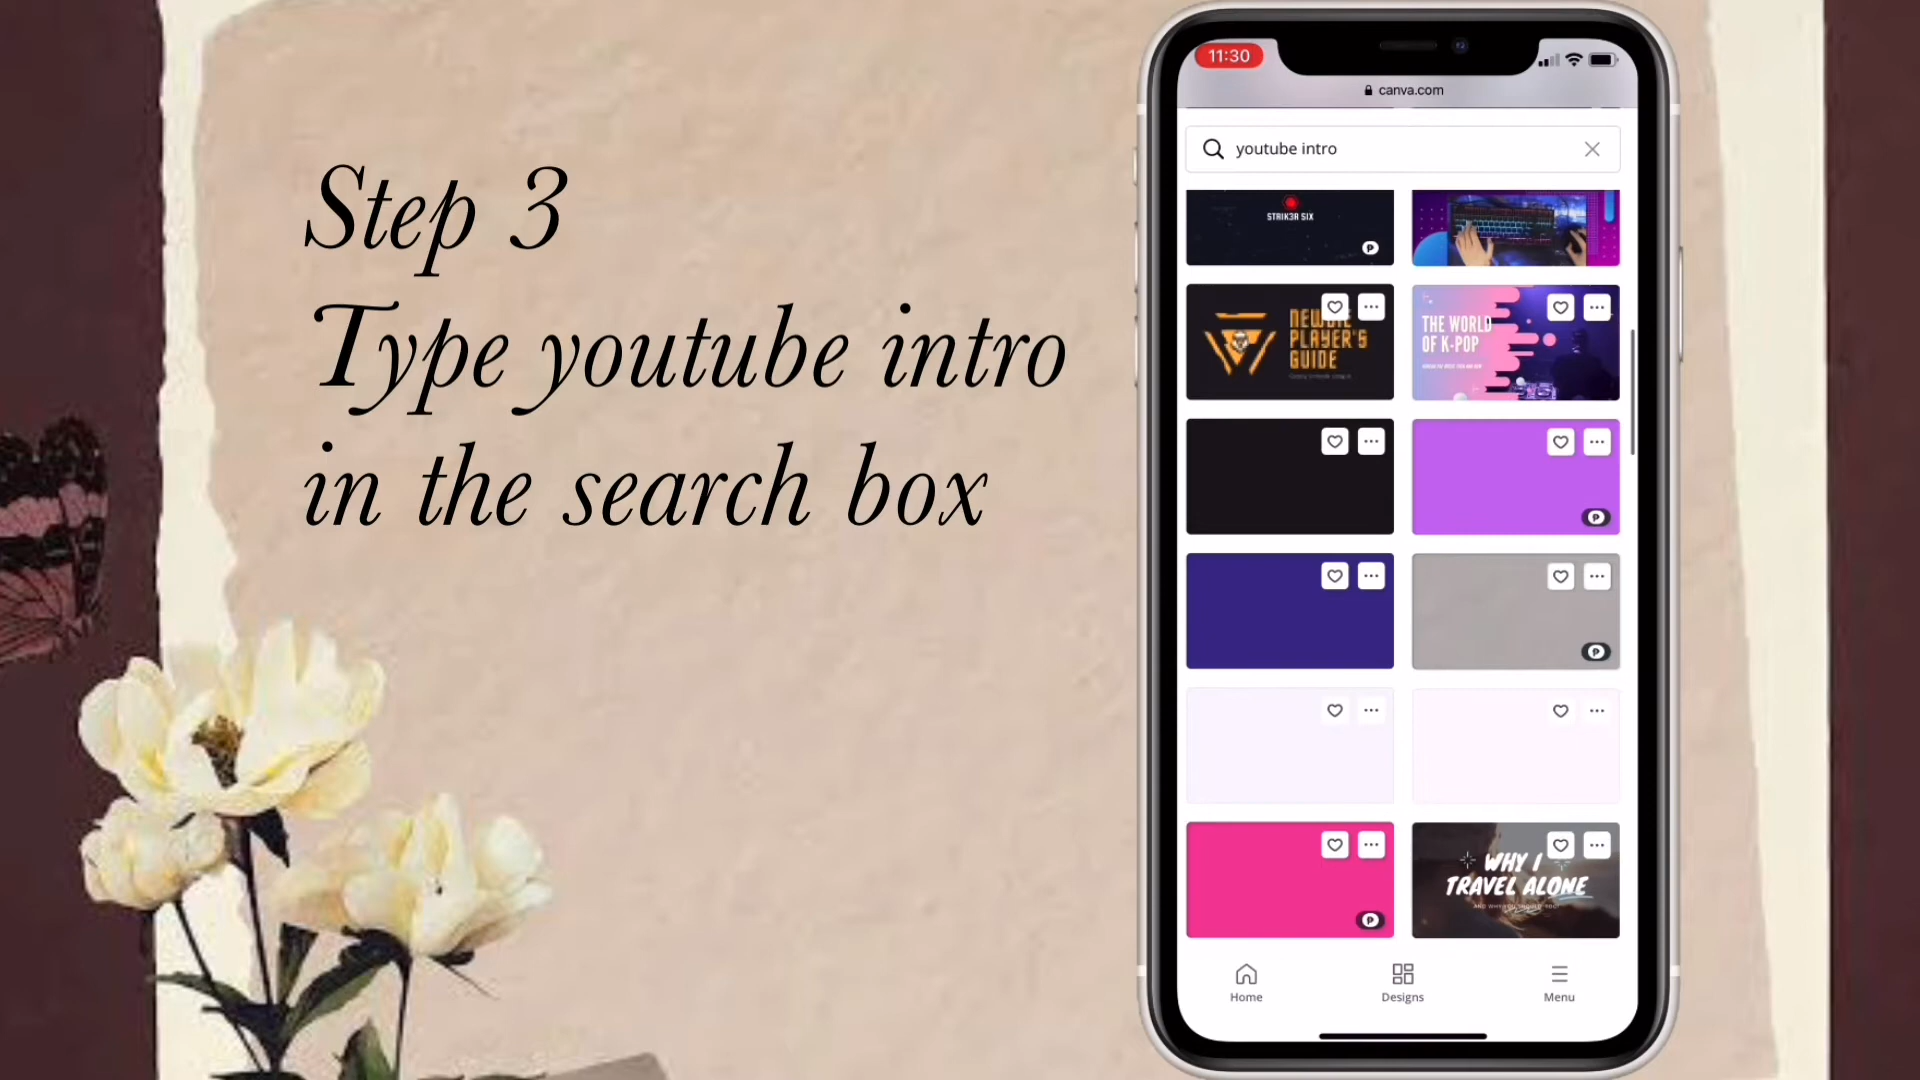 Step 3
Type youtube intro
in the search box
11:30
canva.com
youtube intro
STRIK3R SIX
NEWBIE
PLAYER'S
GUIDE
THE WORLD
OF K-POP
WHY I
TRAVEL ALONE
Home
Designs
Menu